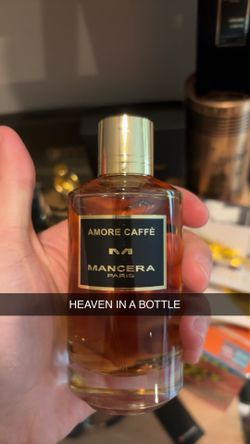 AMORE CAFFÈ
M
MANCERA
PARIS
HEAVEN IN A BOTTLE